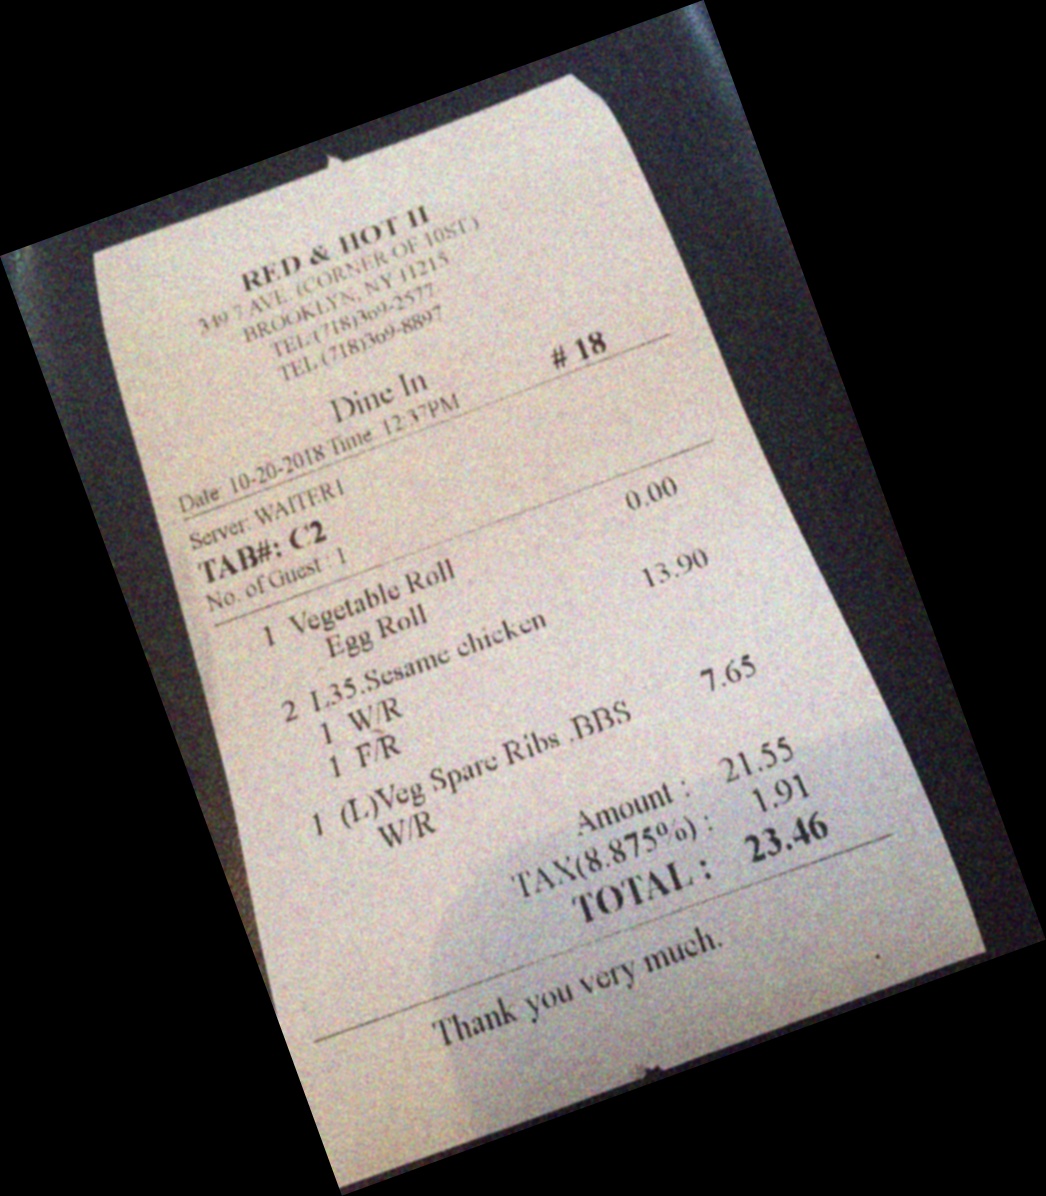 RED & HOT II
349 7 AVE. (CORNER OF 10ST.)
BROOKLYN, NY 11215
TEL:(718)369-2577
TEL (718)369-8897
Dine In # 18
Date: 10-20-2018 Time: 12:37PM
Server: WAITER1
TAB#: C2
No. of Guest : 1
1 Vegetable Roll 0.00
Egg Roll
2 L35.Sesame chicken 13.90
1 W/R
1 F/R
1 (L)Veg Spare Ribs .BBS 7.65
W/R
Amount : 21.55
TAX(8.875%) : 1.91
TOTAL : 23.46
Thank you very much.